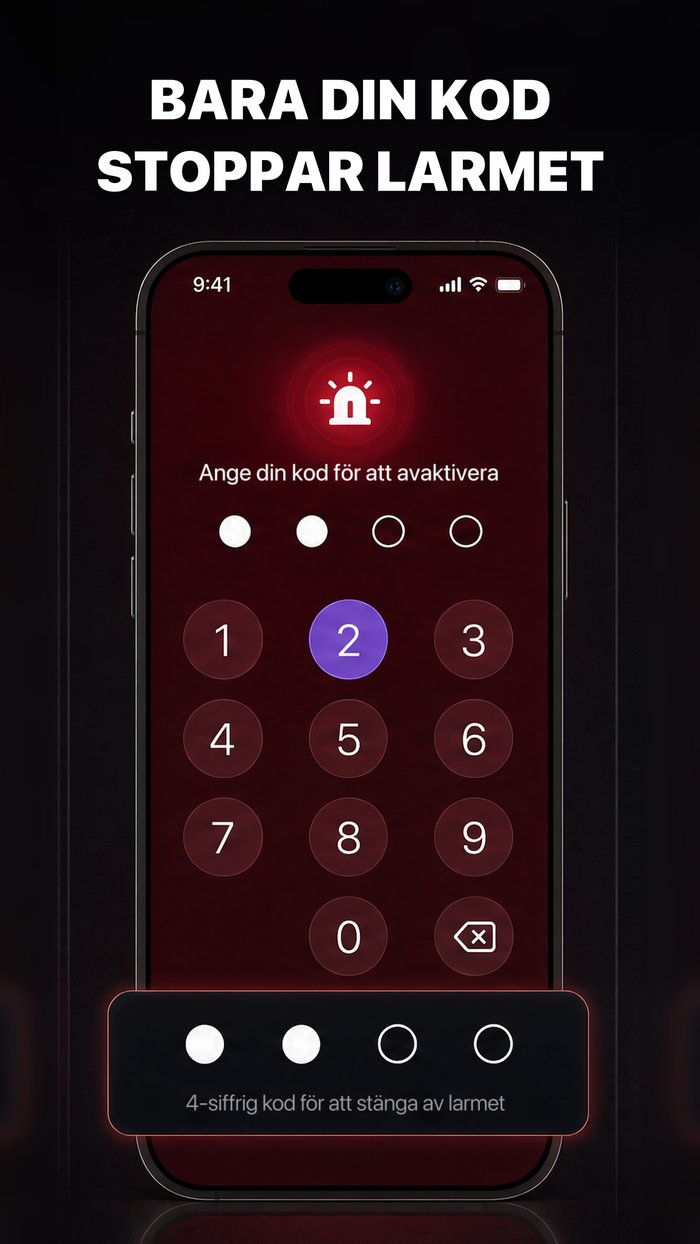 BARA DIN KOD
STOPPAR LARMET
9:41
Ange din kod för att avaktivera
1 2 3
4 5 6
7 8 9
0
4-siffrig kod för att stänga av larmet